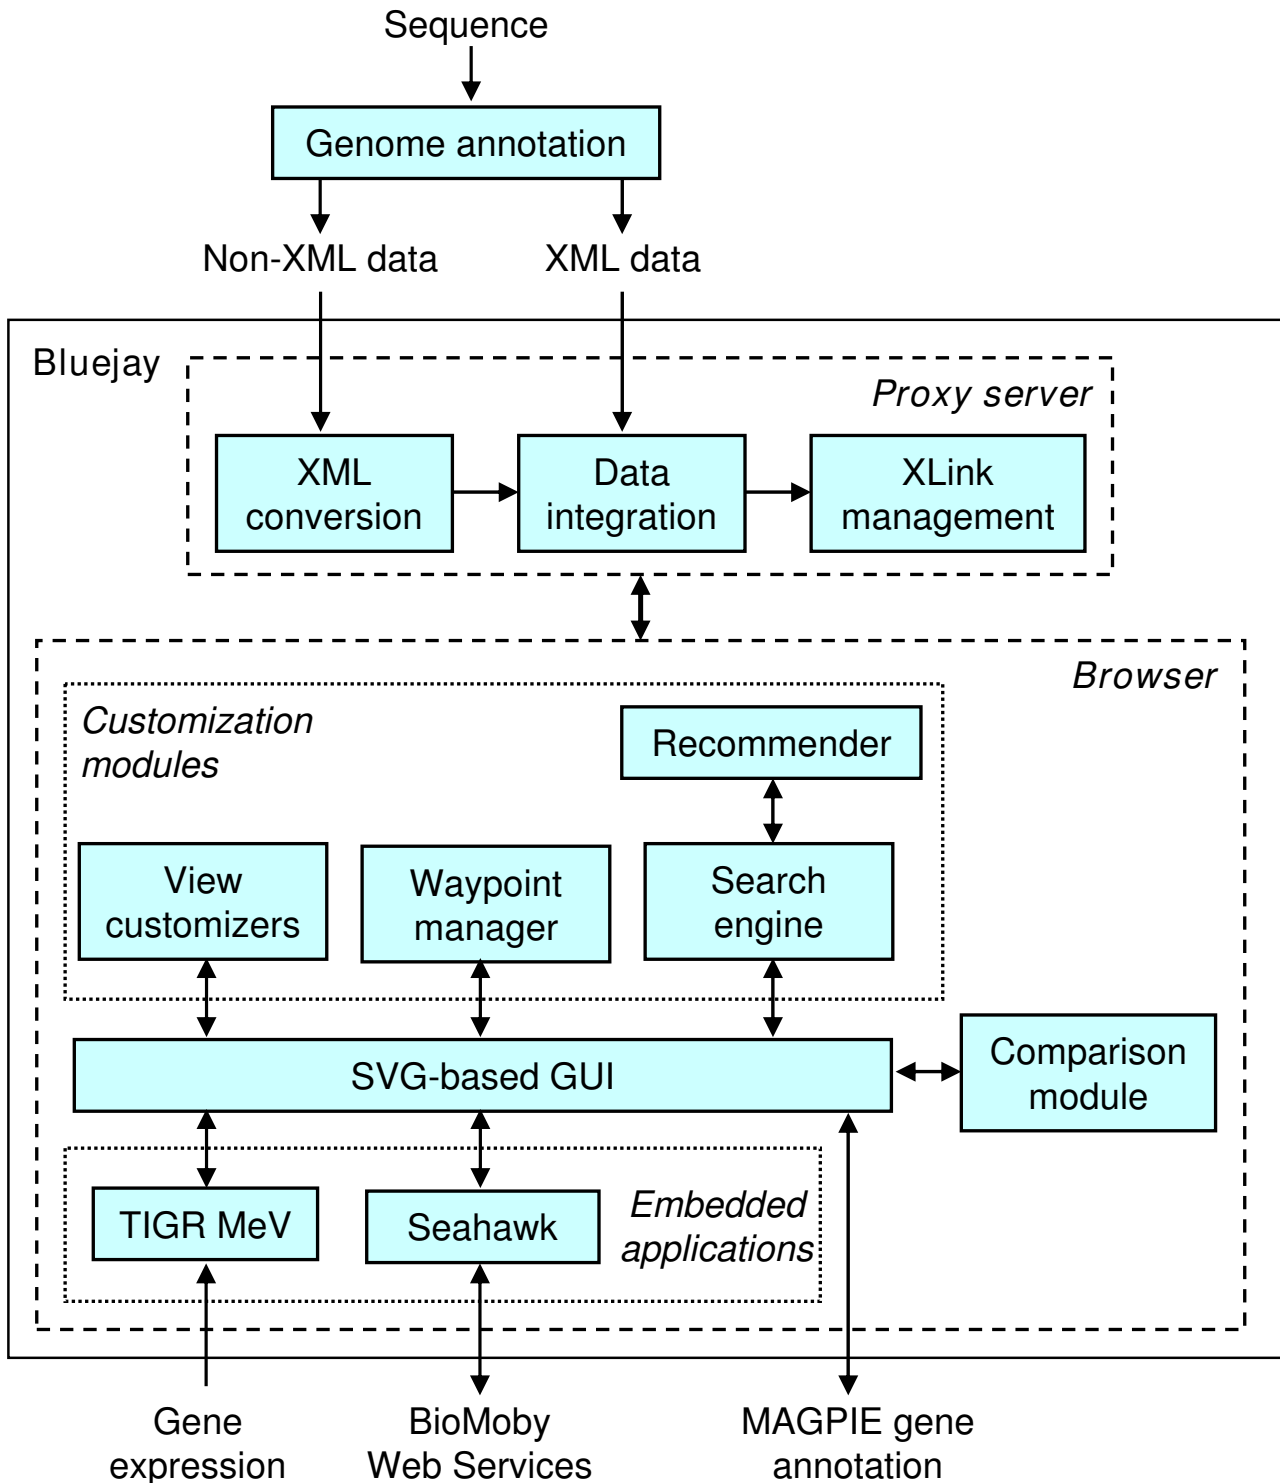 Sequence
Genome annotation
Non-XML data
XML data
Bluejay
Proxy server
XML
conversion
Data
integration
XLink
management
Browser
Customization
modules
Recommender
View
customizers
Waypoint
manager
Search
engine
SVG-based GUI
Comparison
module
TIGR MeV
Seahawk
Embedded
applications
Gene
expression
BioMoby
Web Services
MAGPIE gene
annotation